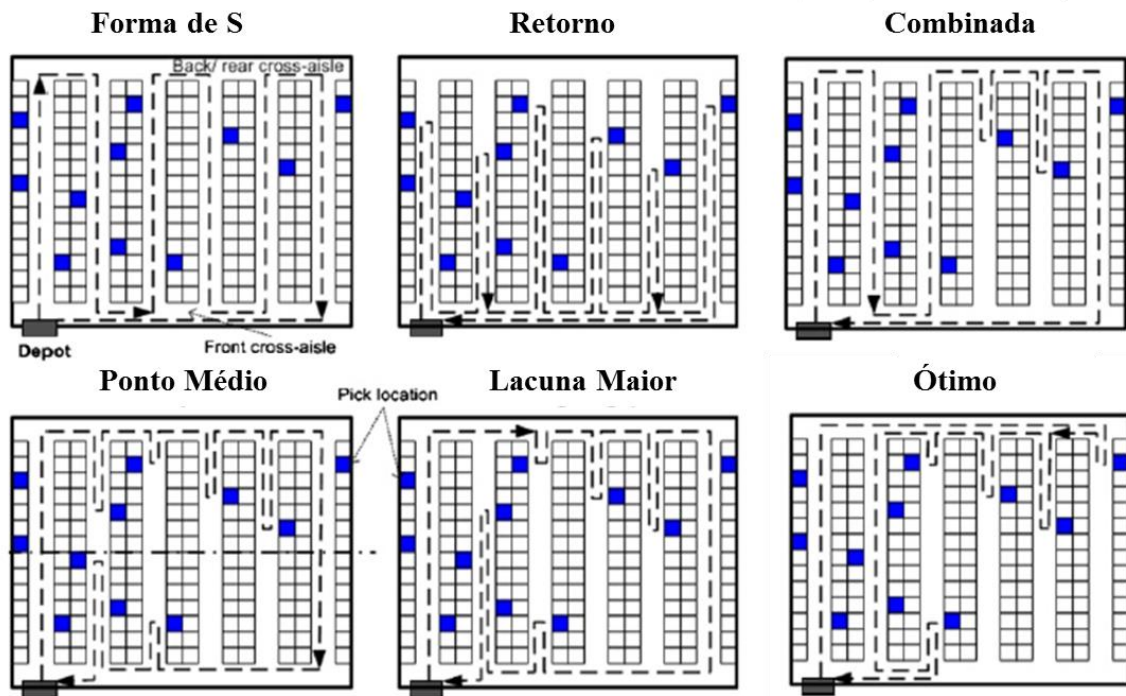 Forma de S
Retorno
Combinada
Back/ rear cross-aisle
Depot
Front cross-aisle
Ponto Médio
Lacuna Maior
Ótimo
Pick location